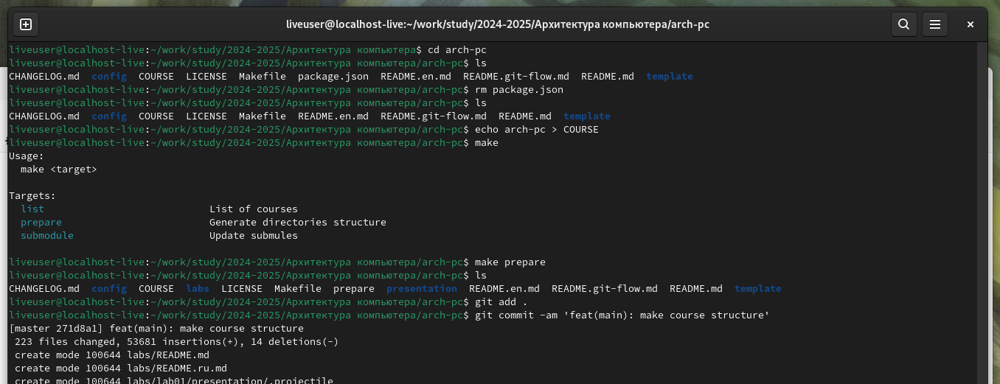 liveuser@localhost-live:~/work/study/2024-2025/Архитектура компьютера/arch-pc
liveuser@localhost-live:~/work/study/2024-2025/Архитектура компьютера$ cd arch-pc
liveuser@localhost-live:~/work/study/2024-2025/Архитектура компьютера/arch-pc$ ls
CHANGELOG.md  config  COURSE  LICENSE  Makefile  package.json  README.en.md  README.git-flow.md  README.md  template
liveuser@localhost-live:~/work/study/2024-2025/Архитектура компьютера/arch-pc$ rm package.json
liveuser@localhost-live:~/work/study/2024-2025/Архитектура компьютера/arch-pc$ ls
CHANGELOG.md  config  COURSE  LICENSE  Makefile  README.en.md  README.git-flow.md  README.md  template
liveuser@localhost-live:~/work/study/2024-2025/Архитектура компьютера/arch-pc$ echo arch-pc > COURSE
liveuser@localhost-live:~/work/study/2024-2025/Архитектура компьютера/arch-pc$ make
Usage:
  make <target>
Targets:
  list                            List of courses
  prepare                         Generate directories structure
  submodule                       Update submules
liveuser@localhost-live:~/work/study/2024-2025/Архитектура компьютера/arch-pc$ make prepare
liveuser@localhost-live:~/work/study/2024-2025/Архитектура компьютера/arch-pc$ ls
CHANGELOG.md  config  COURSE  labs  LICENSE  Makefile  prepare  presentation  README.en.md  README.git-flow.md  README.md  template
liveuser@localhost-live:~/work/study/2024-2025/Архитектура компьютера/arch-pc$ git add .
liveuser@localhost-live:~/work/study/2024-2025/Архитектура компьютера/arch-pc$ git commit -am 'feat(main): make course structure'
[master 271d8a1] feat(main): make course structure
 223 files changed, 53681 insertions(+), 14 deletions(-)
 create mode 100644 labs/README.md
 create mode 100644 labs/README.ru.md
 create mode 100644 labs/lab01/presentation/.projectile